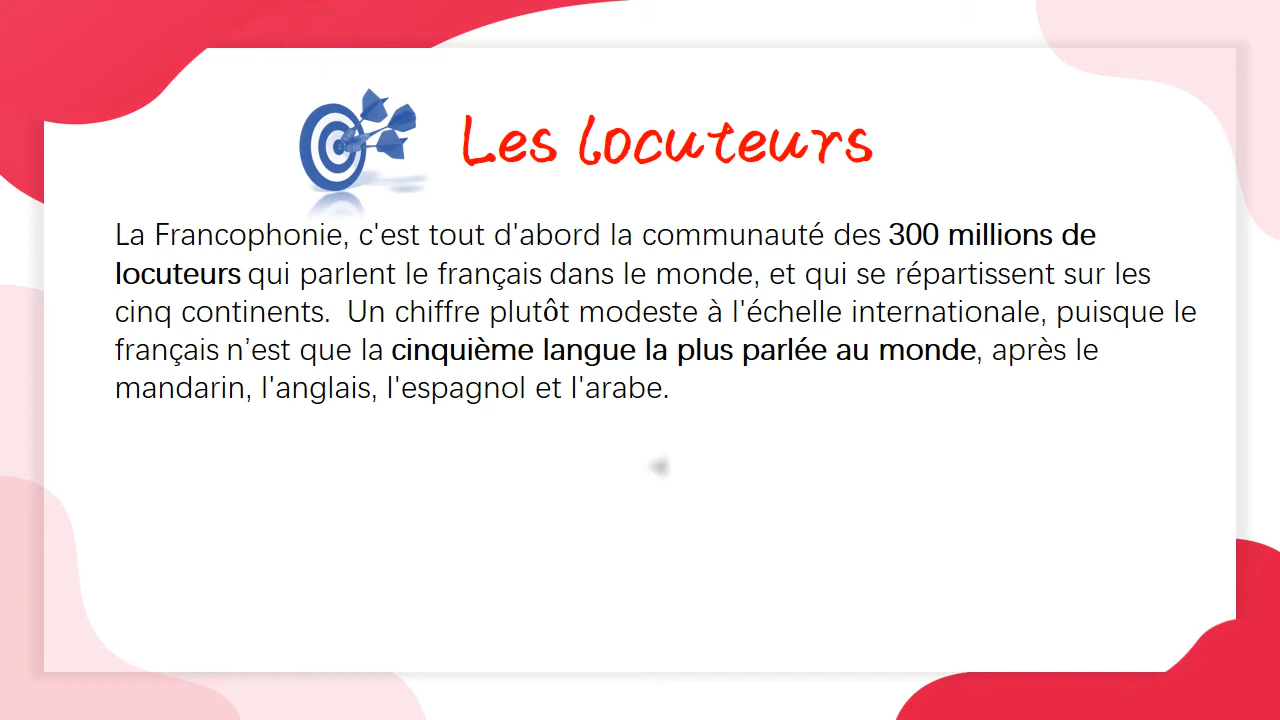 Les locuteurs
La Francophonie, c'est tout d'abord la communauté des 300 millions de
locuteurs qui parlent le français dans le monde, et qui se répartissent sur les
cinq continents.  Un chiffre plutôt modeste à l'échelle internationale, puisque le
français n’est que la cinquième langue la plus parlée au monde, après le
mandarin, l'anglais, l'espagnol et l'arabe.